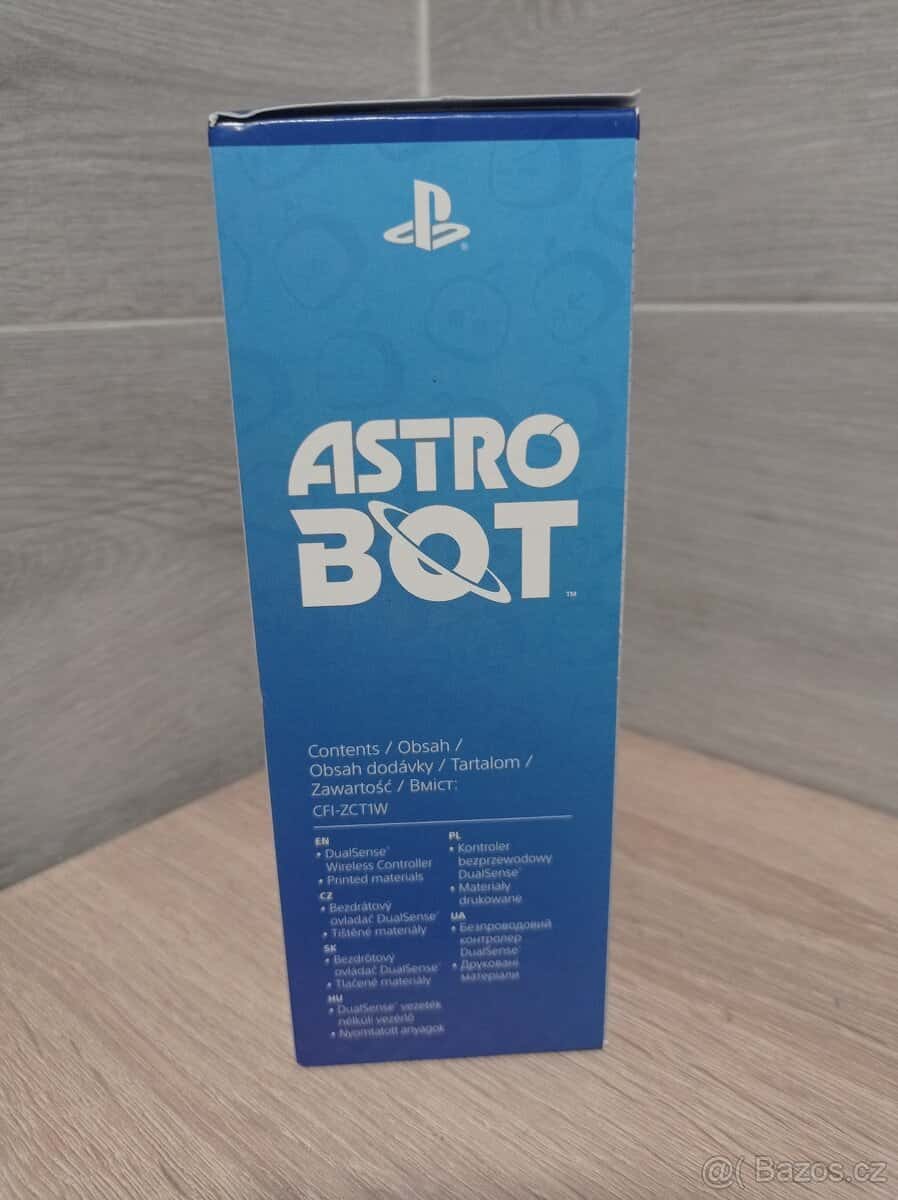 ASTRO
BOT
TM
Contents / Obsah /
Obsah dodávky / Tartalom /
Zawartość / Вміст:
CFI-ZCT1W
EN
• DualSense®
Wireless Controller
• Printed materials
CZ
• Bezdrátový
ovladač DualSense®
• Tištěné materiály
SK
• Bezdrôtový
ovládač DualSense®
• Tlačené materiály
HU
• DualSense® vezeték
nélküli vezérlő
• Nyomtatott anyagok
PL
• Kontroler
bezprzewodowy
DualSense®
• Materiały
drukowane
UA
• Безпроводовий
контролер
DualSense®
• Друковані
матеріали
@( Bazos.cz